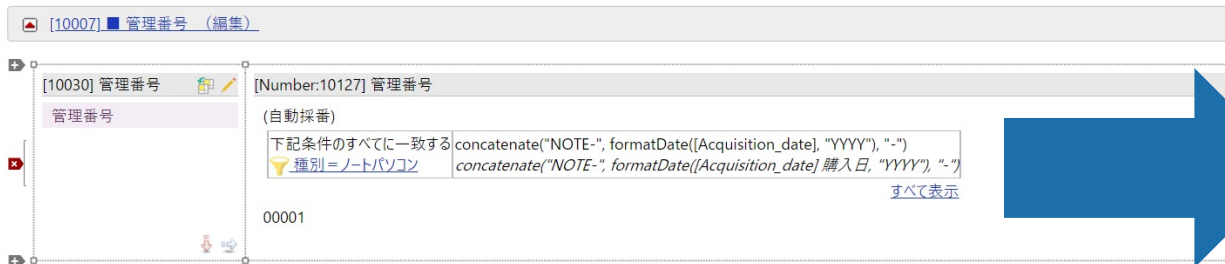 [10007] ■ 管理番号 （編集）
[10030] 管理番号
[Number:10127] 管理番号
管理番号
(自動採番)
下記条件のすべてに一致する concatenate("NOTE-", formatDate([Acquisition_date], "YYYY"), "-")
種別＝ノートパソコン concatenate("NOTE-", formatDate([Acquisition_date] 購入日, "YYYY"), "-")
すべて表示
00001